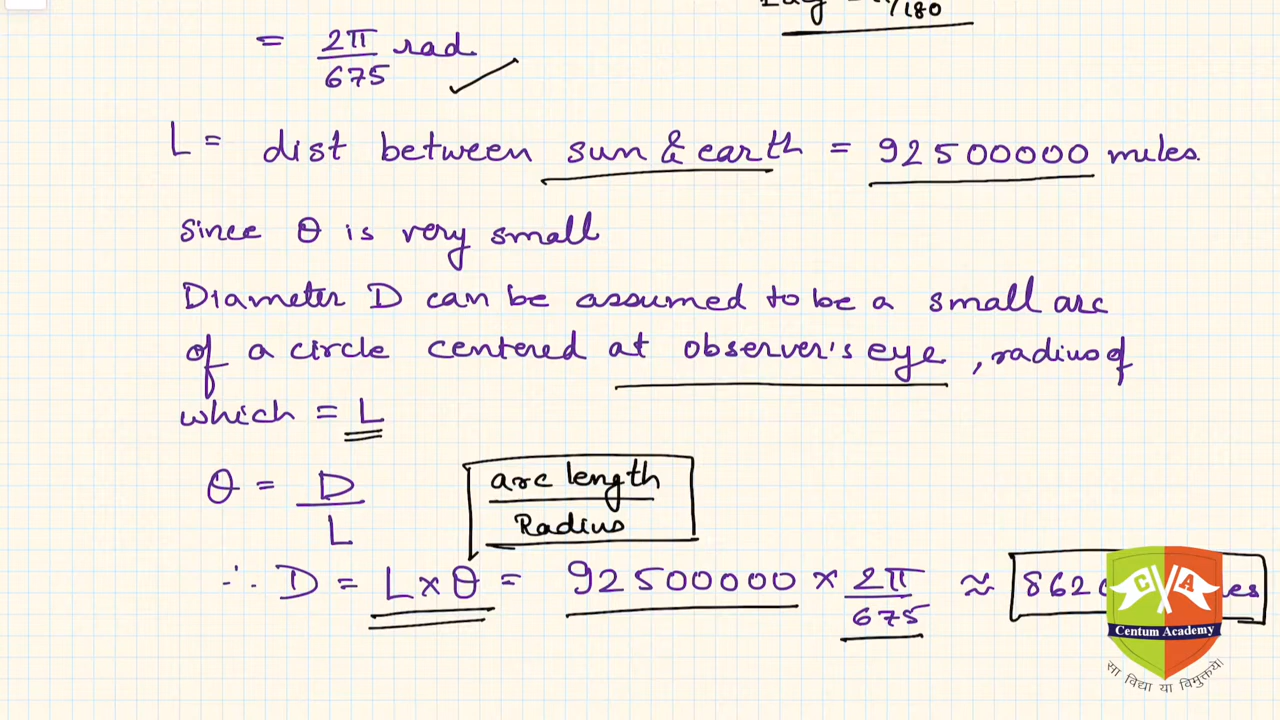 π/180
= 2π/675 rad
L = dist between sun & earth = 92500000 miles.
Since θ is very small
Diameter D can be assumed to be a small arc
of a circle centered at observer's eye, radius of
which = L
θ = D/L
arc length
Radius
∴ D = L×θ = 92500000 × 2π/675 ≈ 862
C A
Centum Academy
सा विद्या या विमुक्तये।